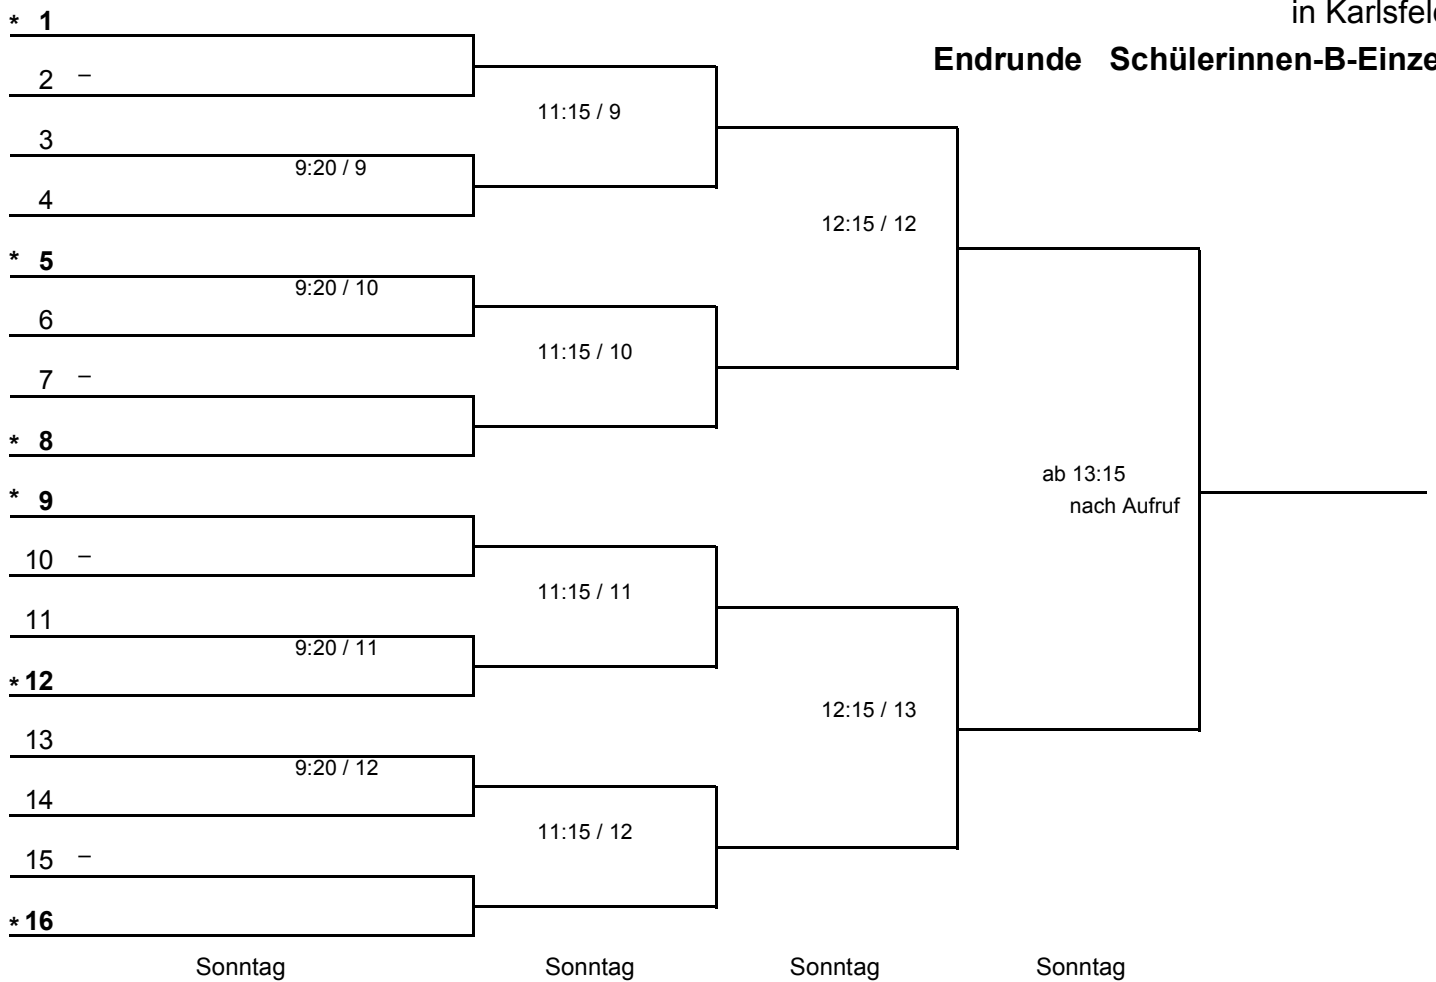 in Karlsfel
Endrunde Schülerinnen-B-Einze
* 1
2 –
11:15 / 9
3
9:20 / 9
4
12:15 / 12
* 5
9:20 / 10
6
11:15 / 10
7 –
* 8
ab 13:15
nach Aufruf
* 9
10 –
11:15 / 11
11
9:20 / 11
* 12
12:15 / 13
13
9:20 / 12
14
11:15 / 12
15 –
* 16
Sonntag Sonntag Sonntag Sonntag